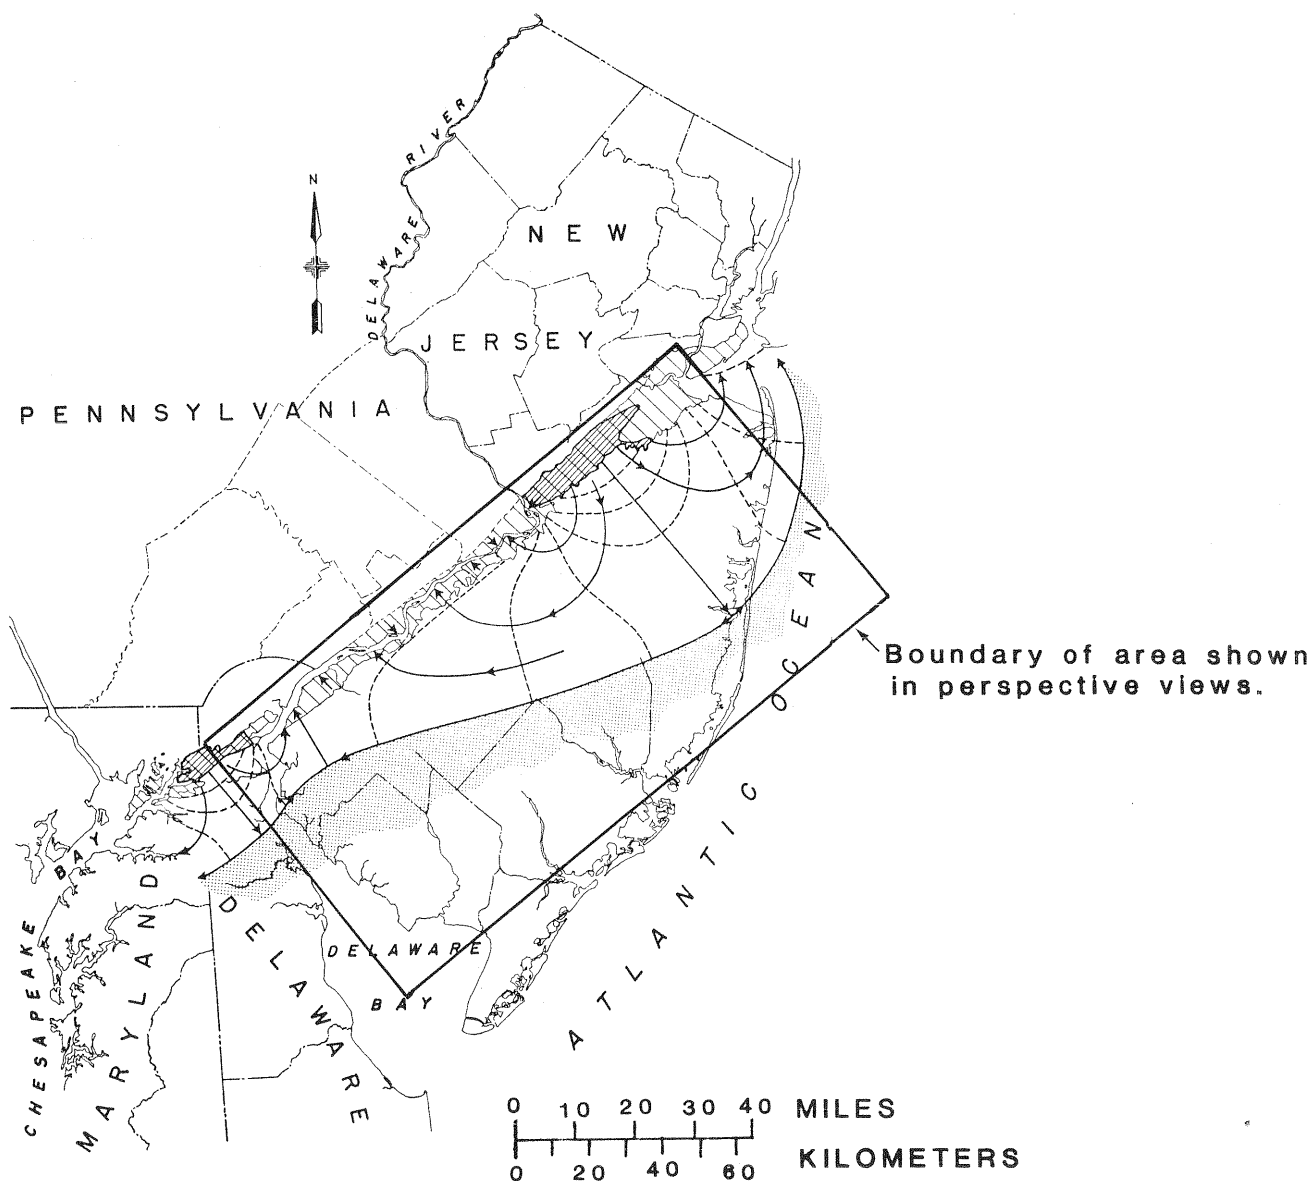 DELAWARE RIVER
N
NEW
JERSEY
PENNSYLVANIA
OCEAN
Boundary of area shown
in perspective views.
ATLANTIC
CHESAPEAKE
BAY
MARYLAND
DELAWARE
DELAWARE
BAY
0 10 20 30 40 MILES
0 20 40 60 KILOMETERS